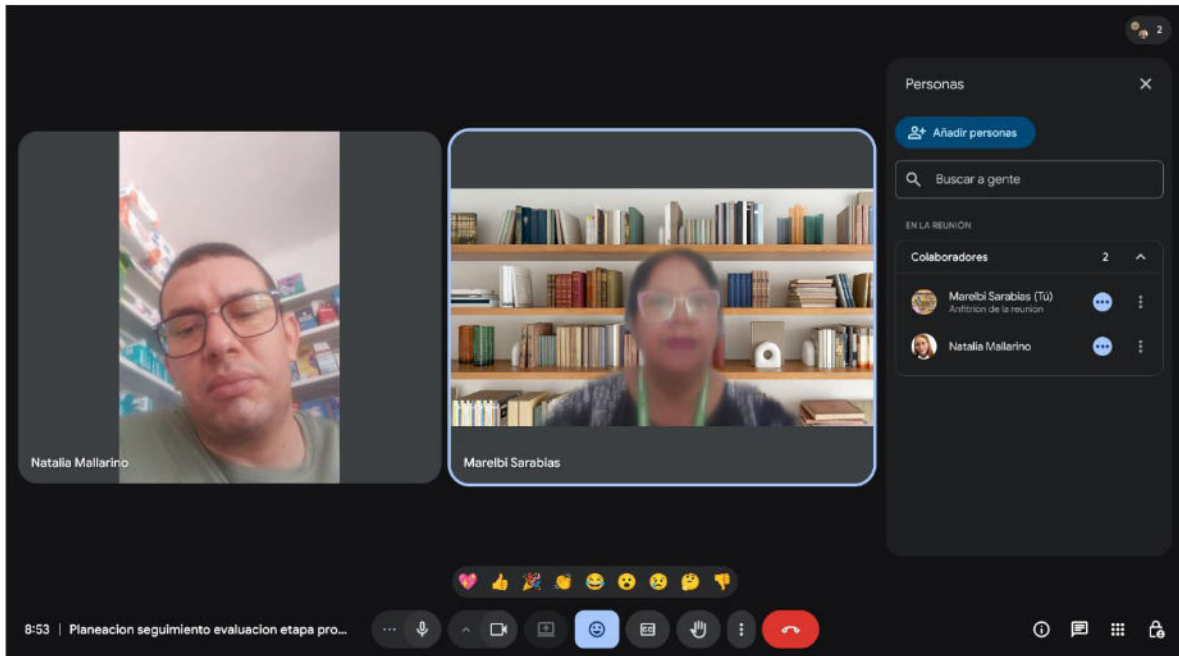 2
Personas
Añadir personas
Buscar a gente
EN LA REUNIÓN
Colaboradores 2
Marelbi Sarabias (Tú)
Anfitrión de la reunión
Natalia Mallarino
Natalia Mallarino
Marelbi Sarabias
8:53 | Planeacion seguimiento evaluacion etapa pro...